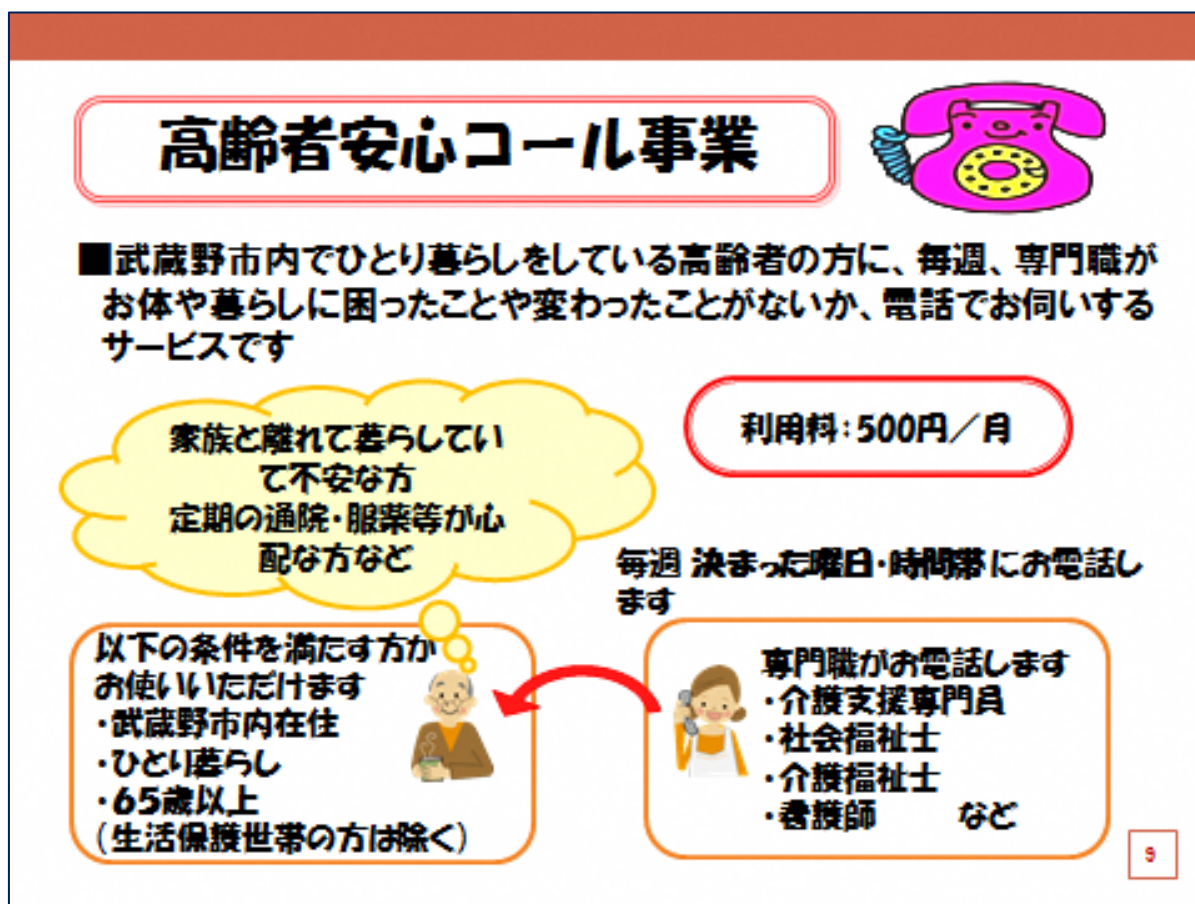 高齢者安心コール事業
■武蔵野市内でひとり暮らしをしている高齢者の方に、毎週、専門職が
お体や暮らしに困ったことや変わったことがないか、電話でお伺いする
サービスです
家族と離れて暮らしてい
て不安な方
定期の通院・服薬等が心
配な方など
利用料：500円／月
毎週 決まった曜日・時間帯 にお電話し
ます
以下の条件を満たす方が
お使いいただけます
・武蔵野市内在住
・ひとり暮らし
・65歳以上
（生活保護世帯の方は除く）
専門職がお電話します
・介護支援専門員
・社会福祉士
・介護福祉士
・看護師　　など
9